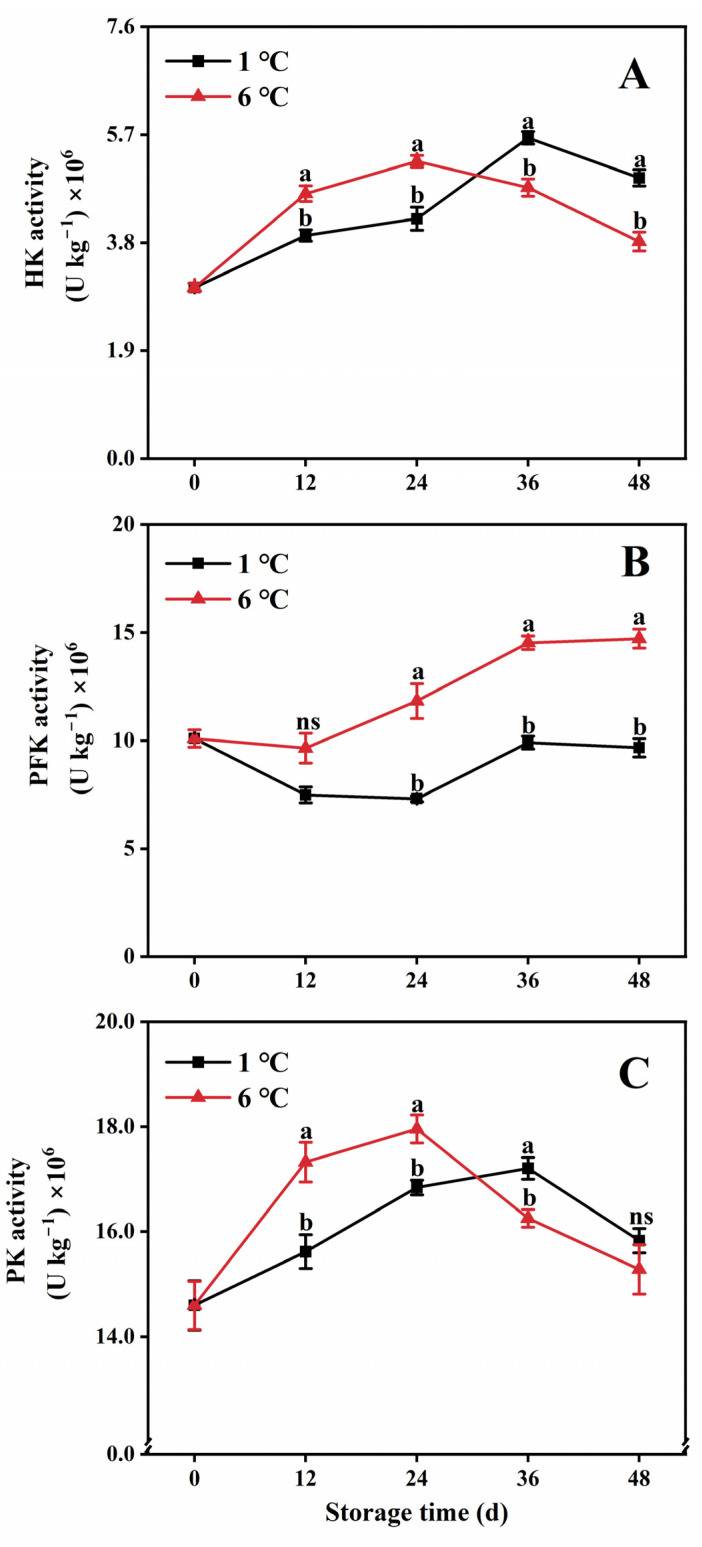 7.6
1 °C
A
6 °C
a
5.7
a
a
a
b
b
b
b
3.8
1.9
0.0
0
12
24
36
48
HK activity
(U kg⁻¹) ×10⁶
20
1 °C
B
6 °C
15
a
a
a
ns
10
b
b
b
5
0
0
12
24
36
48
PFK activity
(U kg⁻¹) ×10⁶
20.0
1 °C
C
6 °C
18.0
a
a
a
b
b
b
ns
16.0
14.0
0.0
0
12
24
36
48
PK activity
(U kg⁻¹) ×10⁶
Storage time (d)